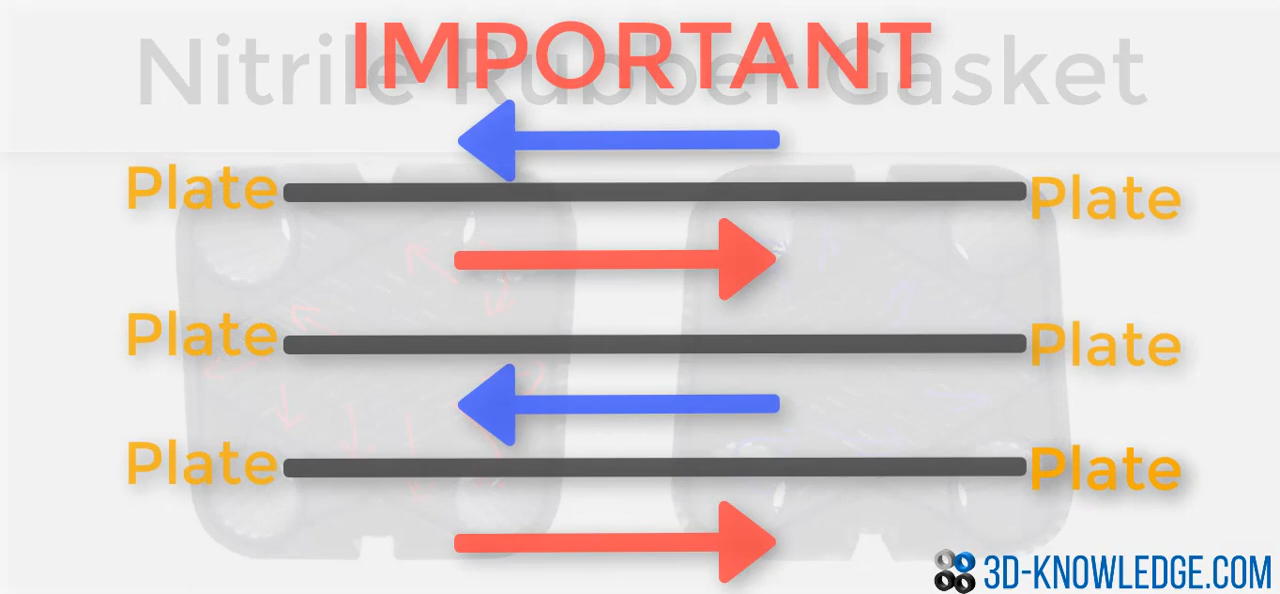 Nitrile Rubber Gasket
IMPORTANT
Plate Plate
Plate Plate
Plate Plate
3D-KNOWLEDGE.COM